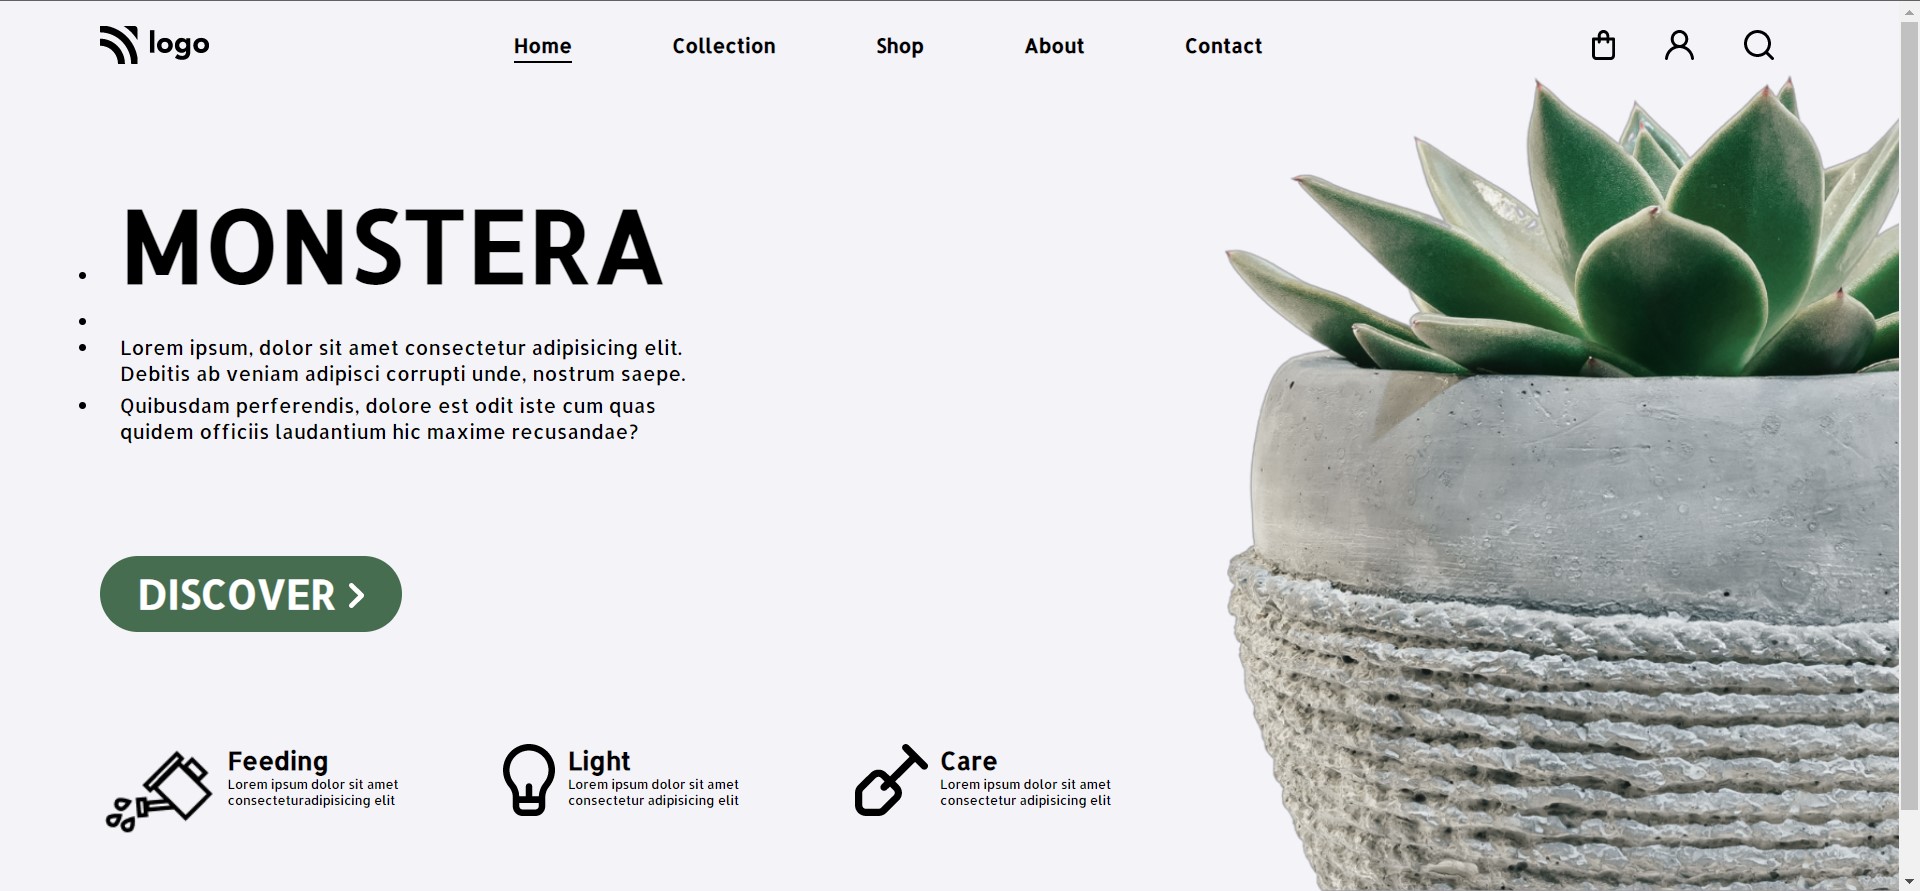 logo
Home Collection Shop About Contact
MONSTERA
Lorem ipsum, dolor sit amet consectetur adipisicing elit.
Debitis ab veniam adipisci corrupti unde, nostrum saepe.
Quibusdam perferendis, dolore est odit iste cum quas
quidem officiis laudantium hic maxime recusandae?
DISCOVER
Feeding
Lorem ipsum dolor sit amet
consecteturadipisicing elit
Light
Lorem ipsum dolor sit amet
consectetur adipisicing elit
Care
Lorem ipsum dolor sit amet
consectetur adipisicing elit